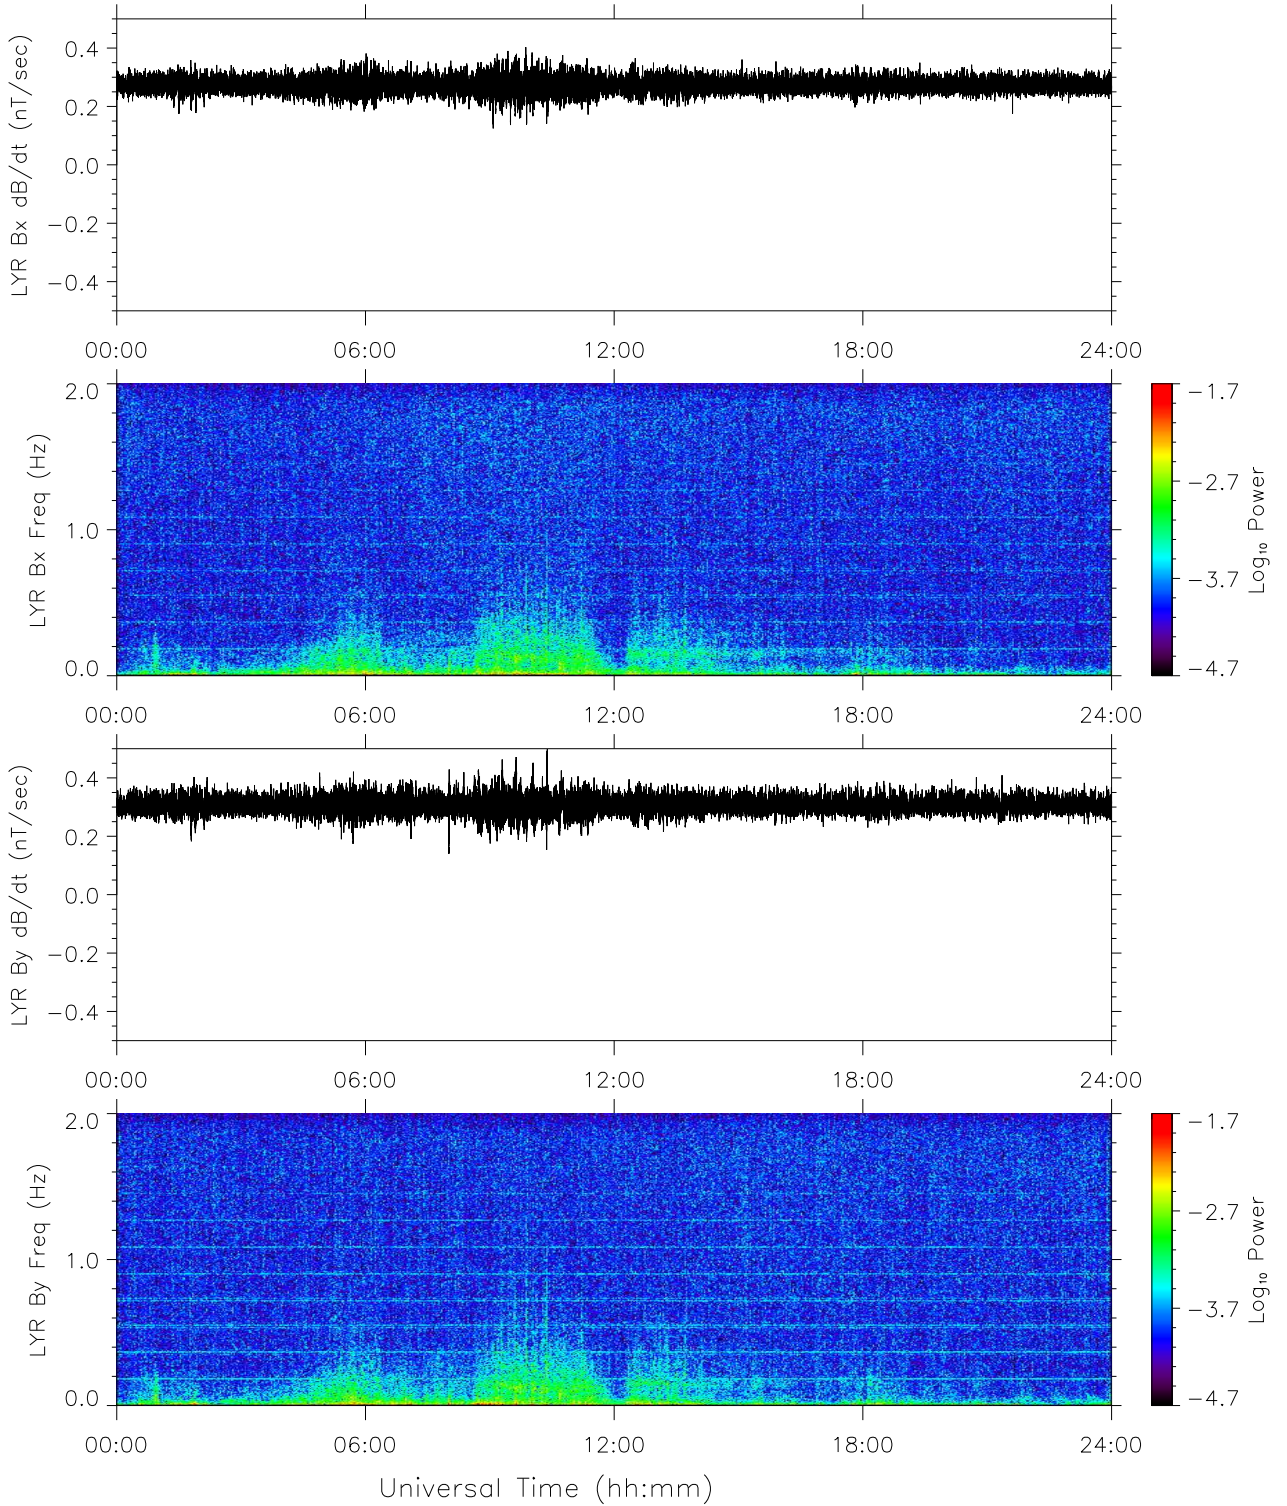 LYR Bx dB/dt (nT/sec)
0.4
0.2
0.0
−0.2
−0.4
00:00 06:00 12:00 18:00 24:00
LYR Bx Freq (Hz)
2.0
1.0
0.0
−1.7
−2.7
−3.7
−4.7
Log₁₀ Power
00:00 06:00 12:00 18:00 24:00
LYR By dB/dt (nT/sec)
0.4
0.2
0.0
−0.2
−0.4
00:00 06:00 12:00 18:00 24:00
LYR By Freq (Hz)
2.0
1.0
0.0
−1.7
−2.7
−3.7
−4.7
Log₁₀ Power
00:00 06:00 12:00 18:00 24:00
Universal Time (hh:mm)